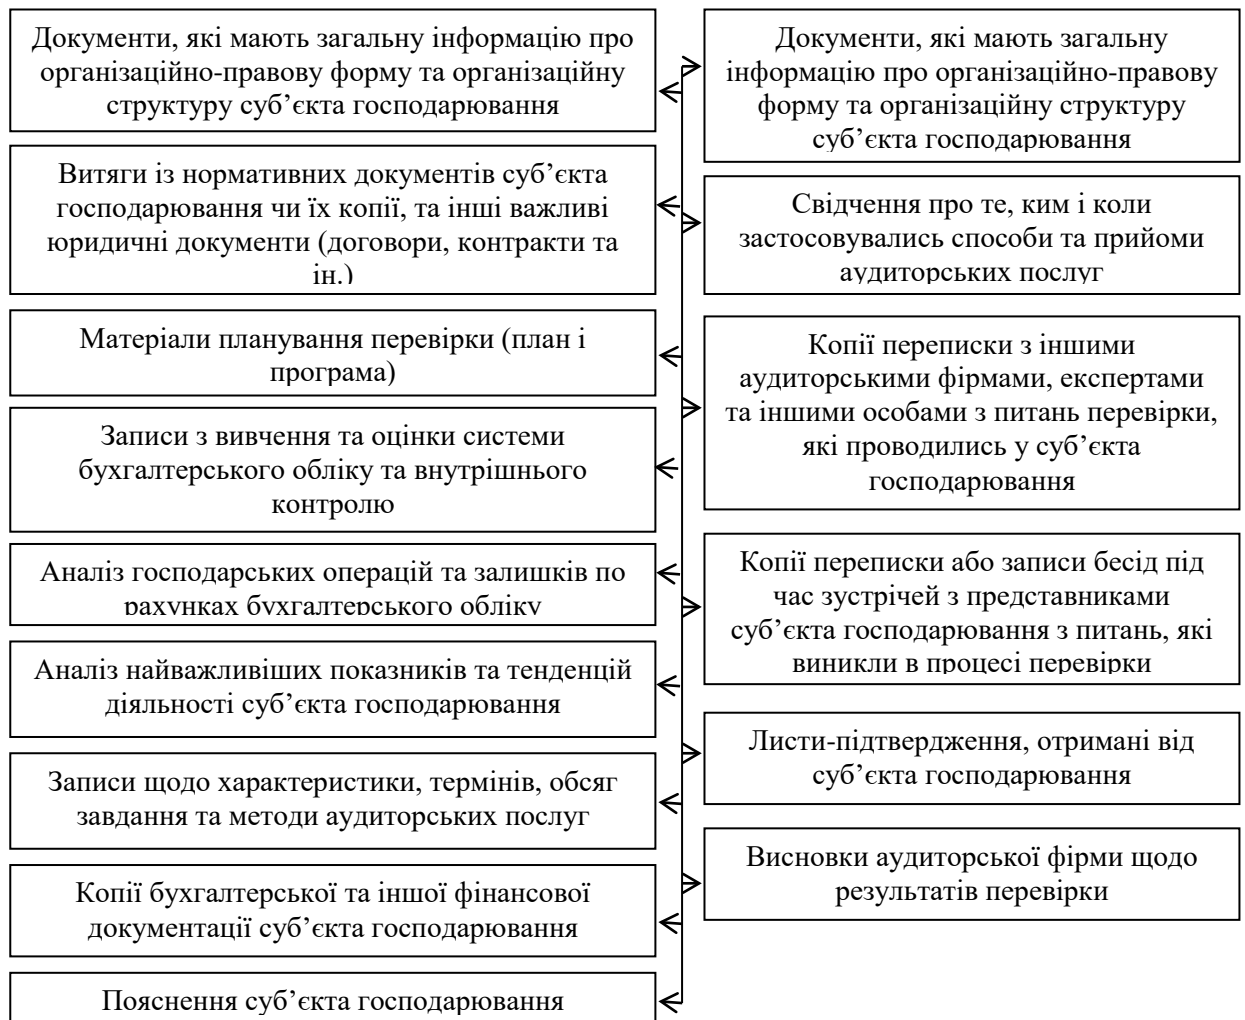 Документи, які мають загальну інформацію про
організаційно-правову форму та організаційну
структуру суб’єкта господарювання
Витяги із нормативних документів суб’єкта
господарювання чи їх копії, та інші важливі
юридичні документи (договори, контракти та
ін.)
Матеріали планування перевірки (план і
програма)
Записи з вивчення та оцінки системи
бухгалтерського обліку та внутрішнього
контролю
Аналіз господарських операцій та залишків по
рахунках бухгалтерського обліку
Аналіз найважливіших показників та тенденцій
діяльності суб’єкта господарювання
Записи щодо характеристики, термінів, обсяг
завдання та методи аудиторських послуг
Копії бухгалтерської та іншої фінансової
документації суб’єкта господарювання
Пояснення суб’єкта господарювання
Документи, які мають загальну
інформацію про організаційно-правову
форму та організаційну структуру
суб’єкта господарювання
Свідчення про те, ким і коли
застосовувались способи та прийоми
аудиторських послуг
Копії переписки з іншими
аудиторськими фірмами, експертами
та іншими особами з питань перевірки,
які проводились у суб’єкта
господарювання
Копії переписки або записи бесід під
час зустрічей з представниками
суб’єкта господарювання з питань, які
виникли в процесі перевірки
Листи-підтвердження, отримані від
суб’єкта господарювання
Висновки аудиторської фірми щодо
результатів перевірки